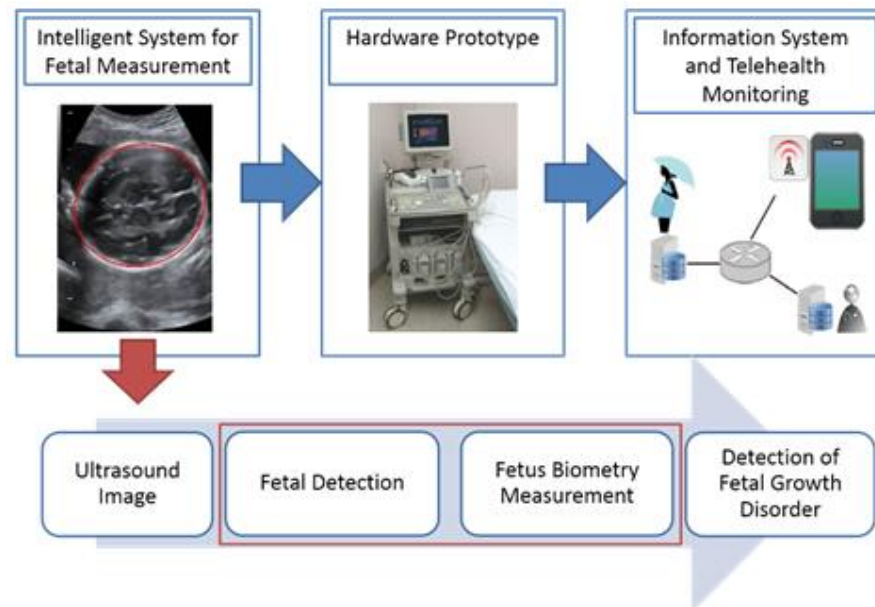 Intelligent System for
Fetal Measurement
Hardware Prototype
Information System
and Telehealth
Monitoring
Ultrasound
Image
Fetal Detection
Fetus Biometry
Measurement
Detection of
Fetal Growth
Disorder